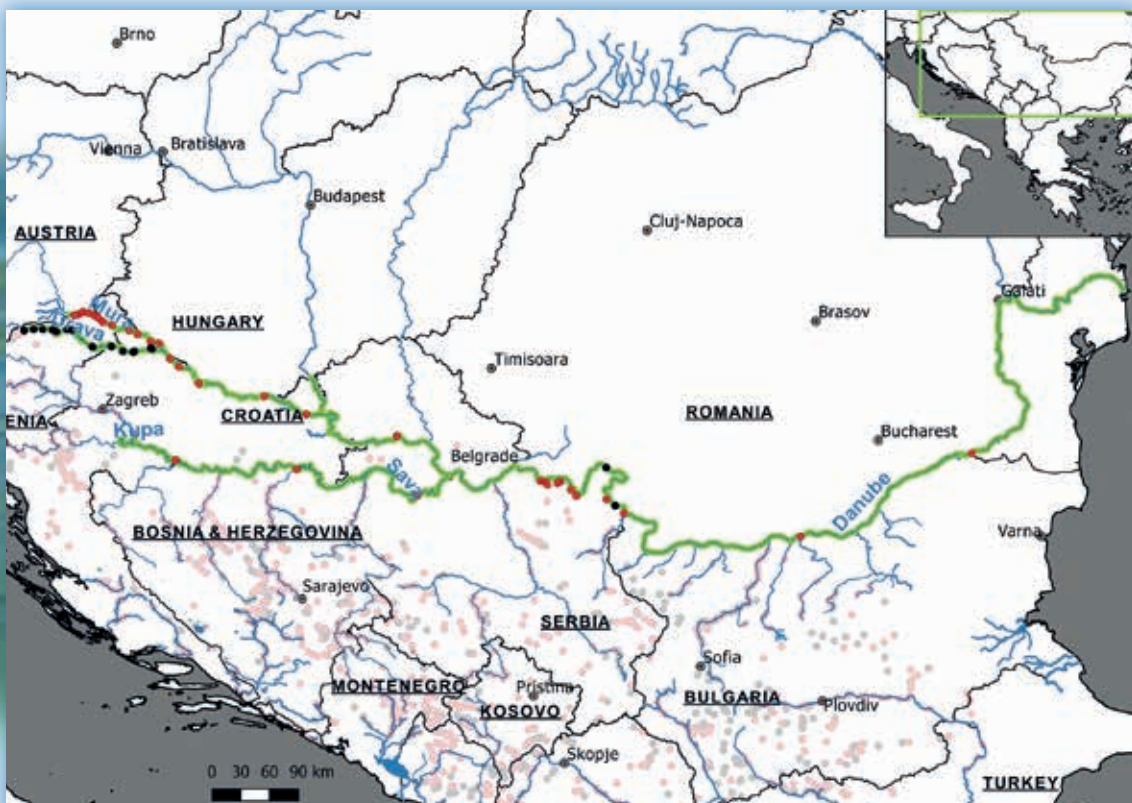 Brno
Vienna
Bratislava
Budapest
Cluj-Napoca
AUSTRIA
Galati
Mura
Drava
HUNGARY
Brasov
Timisoara
Zagreb
CROATIA
ROMANIA
ENIA
Kupa
Bucharest
Belgrade
Sava
Danube
BOSNIA & HERZEGOVINA
Varna
Sarajevo
SERBIA
Sofia
MONTENEGRO
Pristina
BULGARIA
KOSOVO
Plovdiv
Skopje
0 30 60 90 km
TURKEY